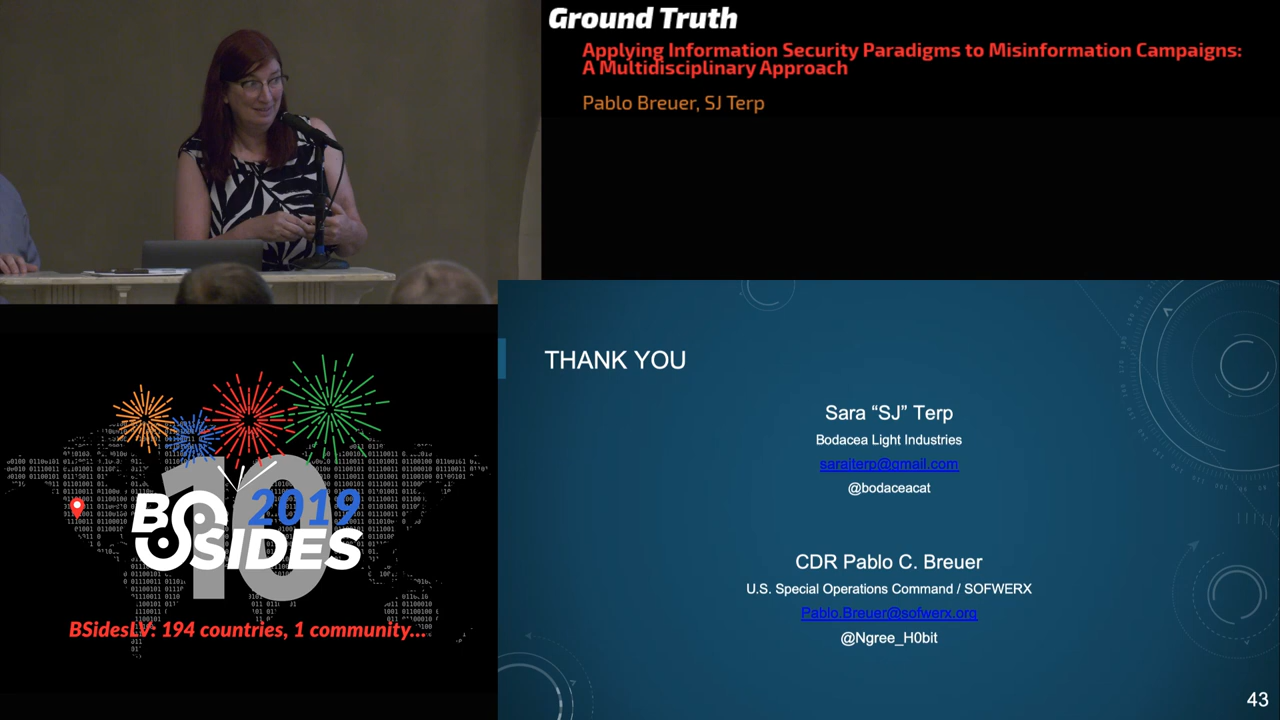 Ground Truth
Applying Information Security Paradigms to Misinformation Campaigns:
A Multidisciplinary Approach
Pablo Breuer, SJ Terp
THANK YOU
Sara “SJ” Terp
Bodacea Light Industries
sarajterp@gmail.com
@bodaceacat
CDR Pablo C. Breuer
U.S. Special Operations Command / SOFWERX
Pablo.Breuer@sofwerx.org
@Ngree_H0bit
43
10
2019
BSIDES
BSidesLV: 194 countries, 1 community...